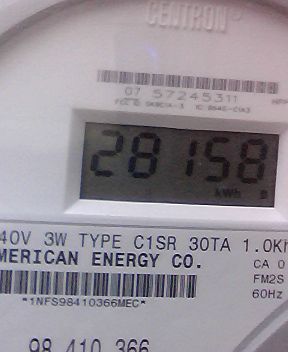 CENTRON®
07 57245311
28158
kWh
40V 3W TYPE C1SR 30TA 1.0Kh
MERICAN ENERGY CO.
CA 0
FM2S
60Hz
*1NFS98410366MEC*
98 410 366